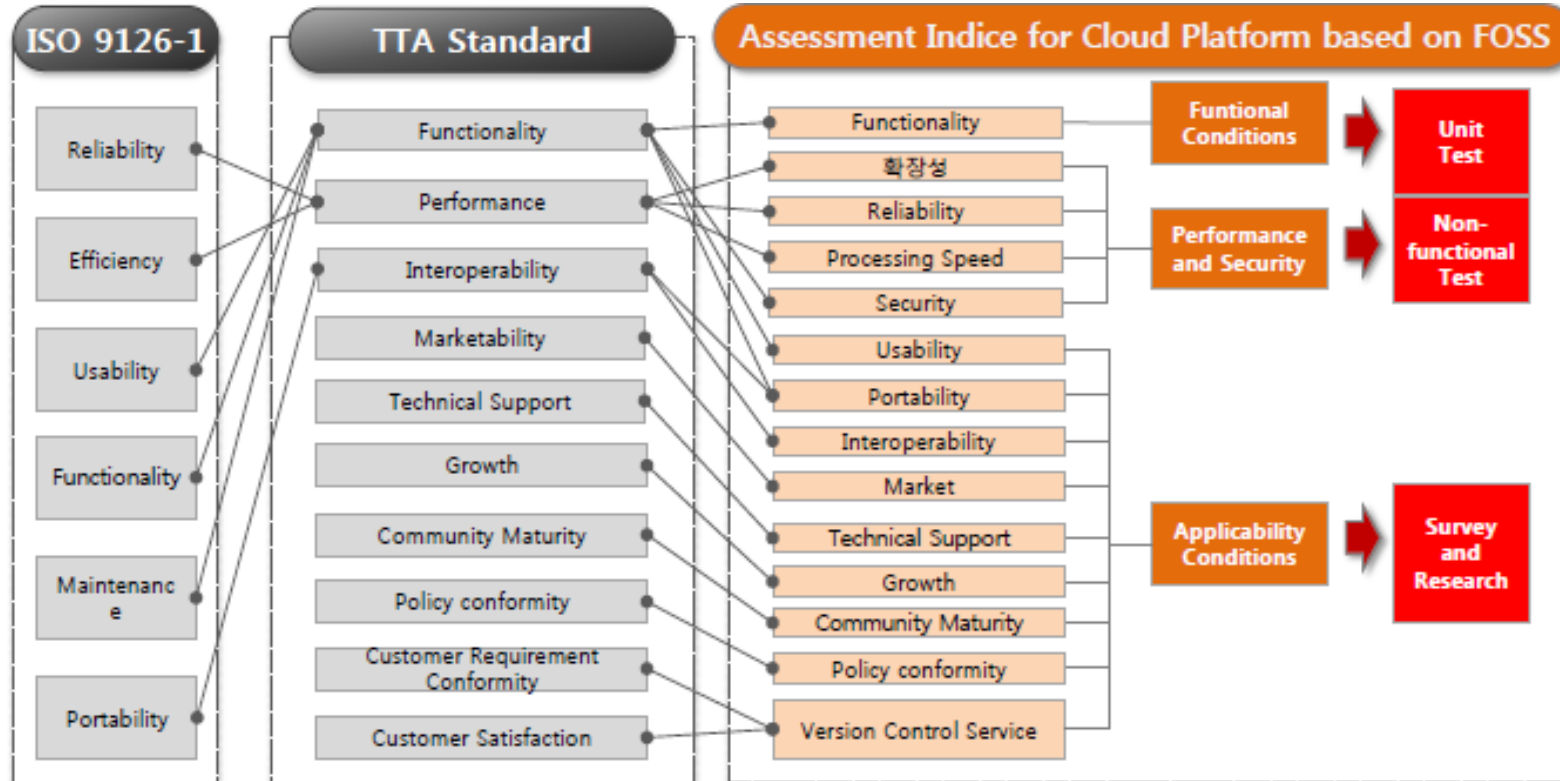 ISO 9126-1
TTA Standard
Assessment Indice for Cloud Platform based on FOSS
Reliability
Efficiency
Usability
Functionality
Maintenanc
e
Portability
Functionality
Performance
Interoperability
Marketability
Technical Support
Growth
Community Maturity
Policy conformity
Customer Requirement
Conformity
Customer Satisfaction
Functionality
확장성
Reliability
Processing Speed
Security
Usability
Portability
Interoperability
Market
Technical Support
Growth
Community Maturity
Policy conformity
Version Control Service
Funtional
Conditions
Performance
and Security
Applicability
Conditions
Unit
Test
Non-
functional
Test
Survey
and
Research